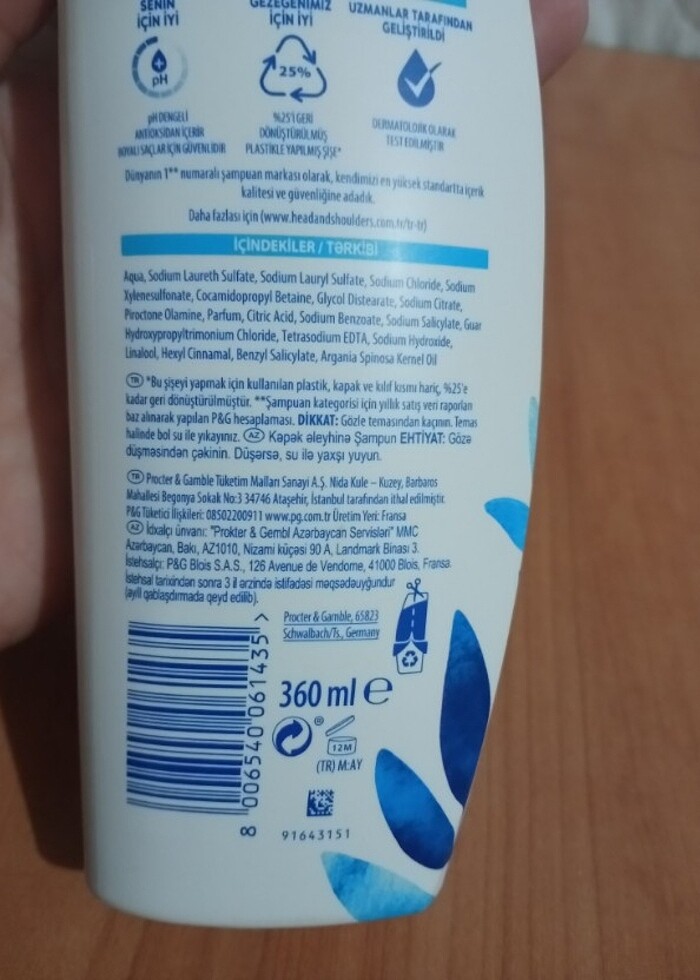 SENİN
İÇİN İYİ
GEZEGENİMİZ
İÇİN İYİ
UZMANLAR TARAFINDAN
GELİŞTİRİLDİ
pH
25%
pH DENGELİ
ANTİOKSİDAN İÇERİR
BOYALI SAÇLAR İÇİN GÜVENLİDİR
%25'İ GERİ
DÖNÜŞTÜRÜLMÜŞ
PLASTİKLE YAPILMIŞ ŞİŞE*
DERMATOLOJİK OLARAK
TEST EDİLMİŞTİR
Dünyanın 1** numaralı şampuan markası olarak, kendimizi en yüksek standartta içerik
kalitesi ve güvenliğine adadık.
Daha fazlası için (www.headandshoulders.com.tr/tr-tr)
İÇİNDEKİLER / TƏRKİBİ
Aqua, Sodium Laureth Sulfate, Sodium Lauryl Sulfate, Sodium Chloride, Sodium
Xylenesulfonate, Cocamidopropyl Betaine, Glycol Distearate, Sodium Citrate,
Piroctone Olamine, Parfum, Citric Acid, Sodium Benzoate, Sodium Salicylate, Guar
Hydroxypropyltrimonium Chloride, Tetrasodium EDTA, Sodium Hydroxide,
Linalool, Hexyl Cinnamal, Benzyl Salicylate, Argania Spinosa Kernel Oil
TR *Bu şişeyi yapmak için kullanılan plastik, kapak ve kılıf kısmı hariç, %25'e
kadar geri dönüştürülmüştür. **Şampuan kategorisi için yıllık satış veri raporları
baz alınarak yapılan P&G hesaplaması. DİKKAT: Gözle temasından kaçının. Temas
halinde bol su ile yıkayınız. AZ Kəpək əleyhinə Şampun EHTİYAT: Gözə
düşməsindən çəkinin. Düşərsə, su ilə yaxşı yuyun.
TR Procter & Gamble Tüketim Malları Sanayi A.Ş. Nida Kule – Kuzey, Barbaros
Mahallesi Begonya Sokak No:3 34746 Ataşehir, İstanbul tarafından ithal edilmiştir.
P&G Tüketici İlişkileri: 08502200911 www.pg.com.tr Üretim Yeri: Fransa
AZ İdxalçı ünvanı: "Prokter & Gembl Azərbaycan Servisləri" MMC
Azərbaycan, Bakı, AZ1010, Nizami küçəsi 90 A, Landmark Binası 3.
İstehsalçı: P&G Blois S.A.S., 126 Avenue de Vendome, 41000 Blois, Fransa.
İstehsal tarixindən sonra 3 il ərzində istifadəsi məqsədəuyğundur
(ayı/il qablaşdırmada qeyd edilib).
Procter & Gamble, 65823
Schwalbach/Ts., Germany
360 ml e
®
12M
(TR) M:AY
91643151
8 006540 061435 >